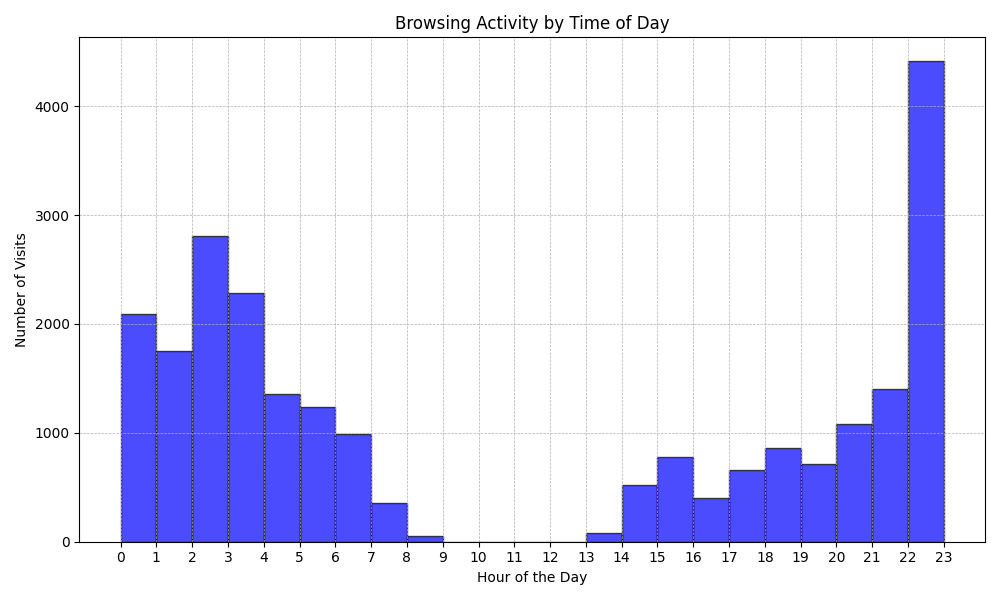 Browsing Activity by Time of Day
Number of Visits
4000
3000
2000
1000
0
0 1 2 3 4 5 6 7 8 9 10 11 12 13 14 15 16 17 18 19 20 21 22 23
Hour of the Day